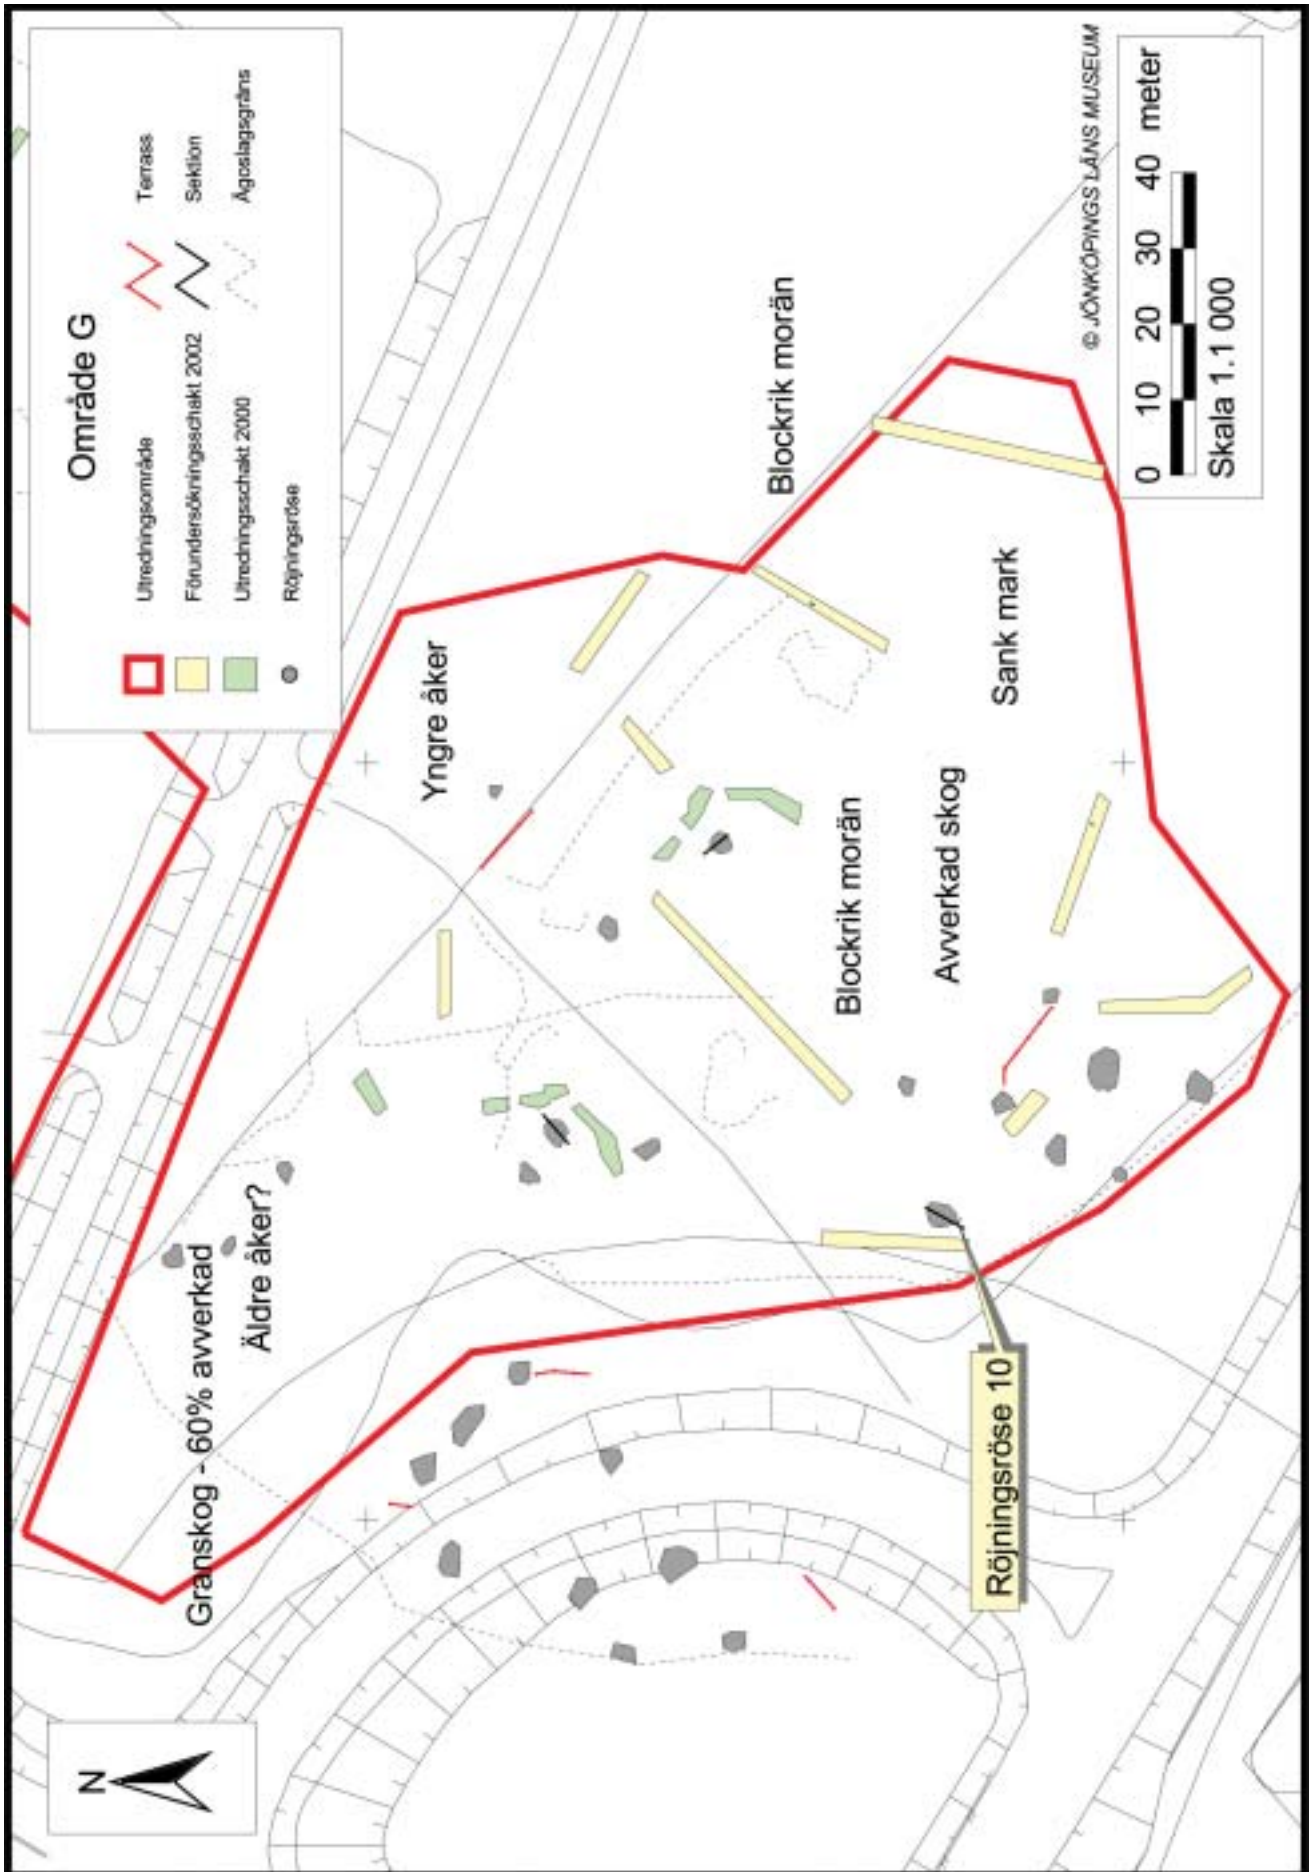 Område G
Utredningsområde
Förundersökningsschakt 2002
Utredningsschakt 2000
Röjningsröse
Terrass
Sektion
Ägoslagsgräns
N
Granskog - 60% avverkad
Äldre åker?
Yngre åker
Blockrik morän
Blockrik morän
Avverkad skog
Sank mark
Röjningsröse 10
© JÖNKÖPINGS LÄNS MUSEUM
0 10 20 30 40 meter
Skala 1.1 000